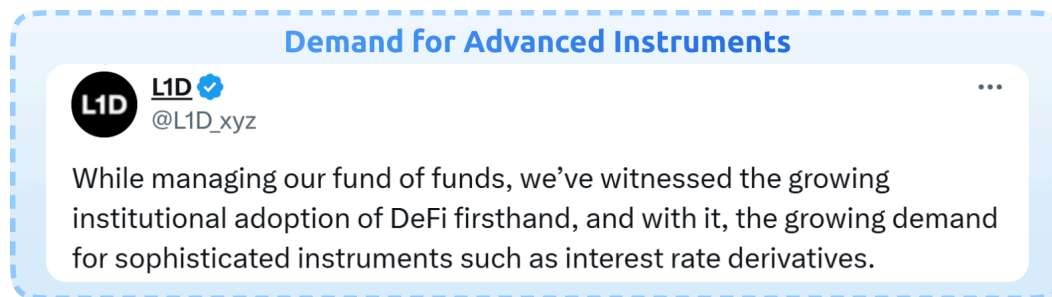 Demand for Advanced Instruments
L1D
L1D
@L1D_xyz
While managing our fund of funds, we’ve witnessed the growing
institutional adoption of DeFi firsthand, and with it, the growing demand
for sophisticated instruments such as interest rate derivatives.